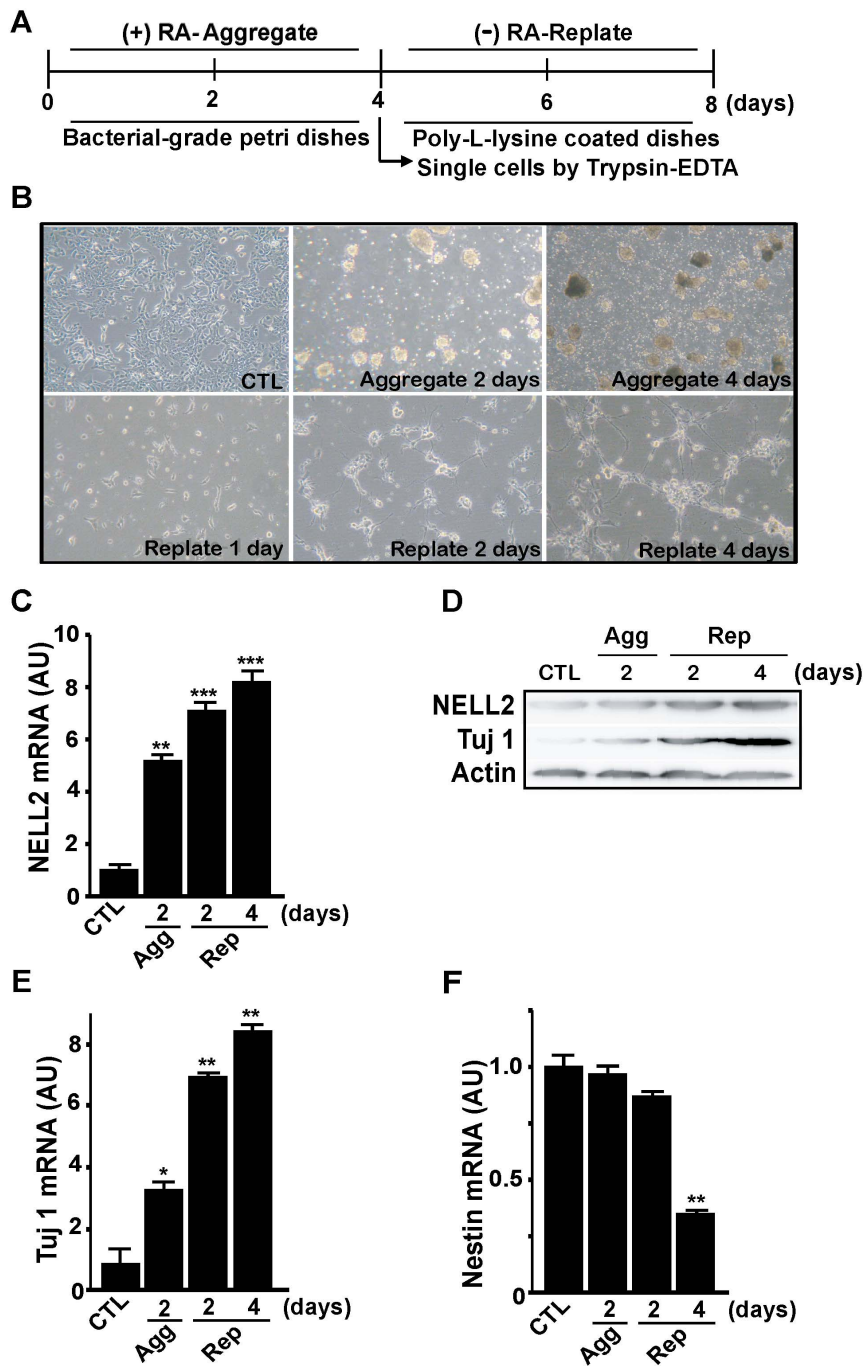 A
(+) RA-Aggregate
(-) RA-Replate
0 2 4 6 8 (days)
Bacterial-grade petri dishes
Poly-L-lysine coated dishes
Single cells by Trypsin-EDTA
B
CTL
Aggregate 2 days
Aggregate 4 days
Replate 1 day
Replate 2 days
Replate 4 days
C
NELL2 mRNA (AU)
10
8
6
4
2
0
**
***
***
CTL
2 2 4 (days)
Agg Rep
D
Agg Rep
CTL 2 2 4 (days)
NELL2
Tuj 1
Actin
E
Tuj 1 mRNA (AU)
8
6
4
2
0
*
**
**
CTL
2 2 4 (days)
Agg Rep
F
Nestin mRNA (AU)
1.0
0.5
0
**
CTL
2 2 4 (days)
Agg Rep